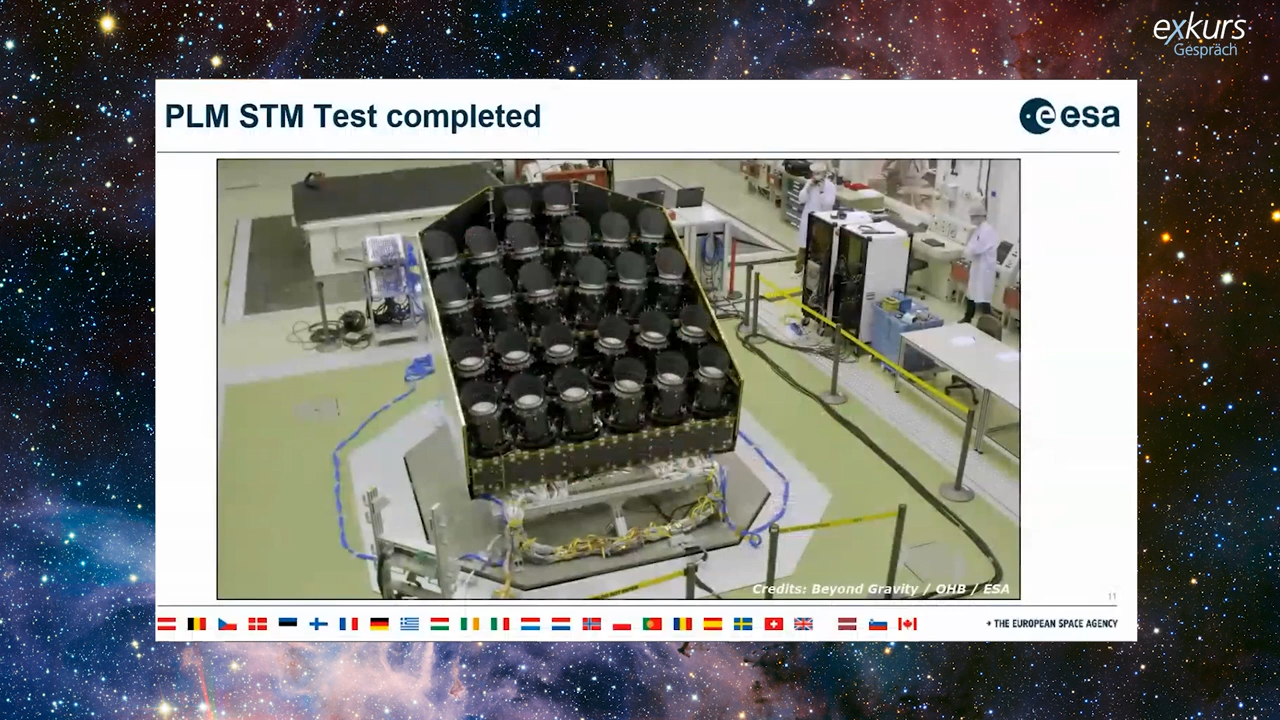 exkurs
Gespräch
PLM STM Test completed
esa
Credits: Beyond Gravity / OHB / ESA
11
→ THE EUROPEAN SPACE AGENCY